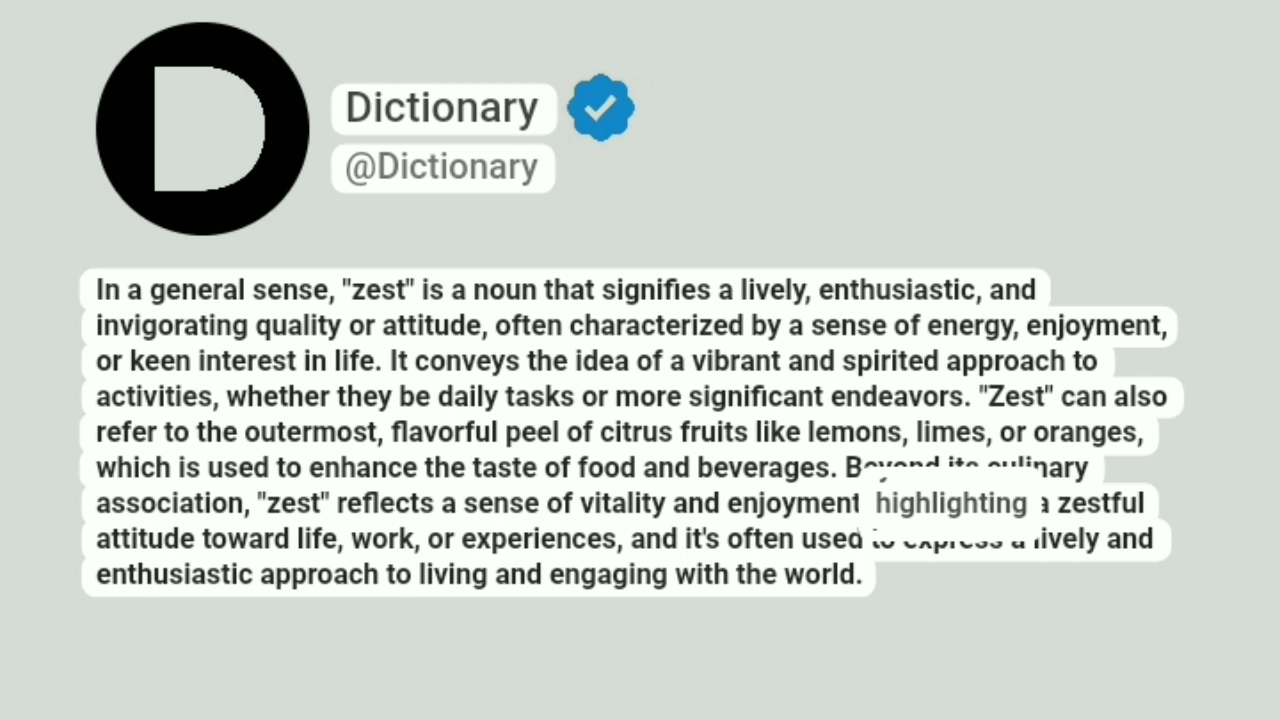 Dictionary
@Dictionary
In a general sense, "zest" is a noun that signifies a lively, enthusiastic, and
invigorating quality or attitude, often characterized by a sense of energy, enjoyment,
or keen interest in life. It conveys the idea of a vibrant and spirited approach to
activities, whether they be daily tasks or more significant endeavors. "Zest" can also
refer to the outermost, flavorful peel of citrus fruits like lemons, limes, or oranges,
which is used to enhance the taste of food and beverages. Beyond its culinary
association, "zest" reflects a sense of vitality and enjoyment highlighting a zestful
attitude toward life, work, or experiences, and it's often used to express a lively and
enthusiastic approach to living and engaging with the world.